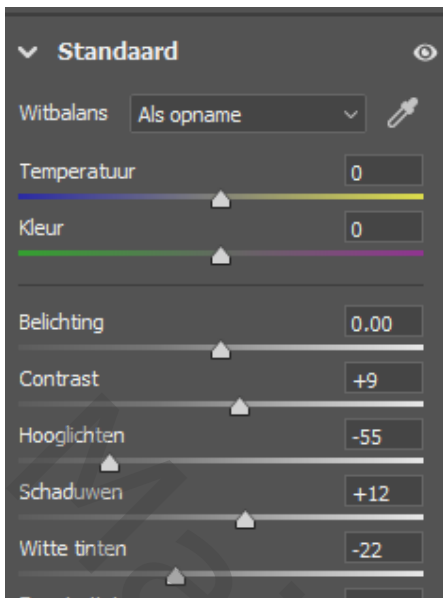 Standaard
Witbalans Als opname
Temperatuur 0
Kleur 0
Belichting 0.00
Contrast +9
Hooglichten -55
Schaduwen +12
Witte tinten -22